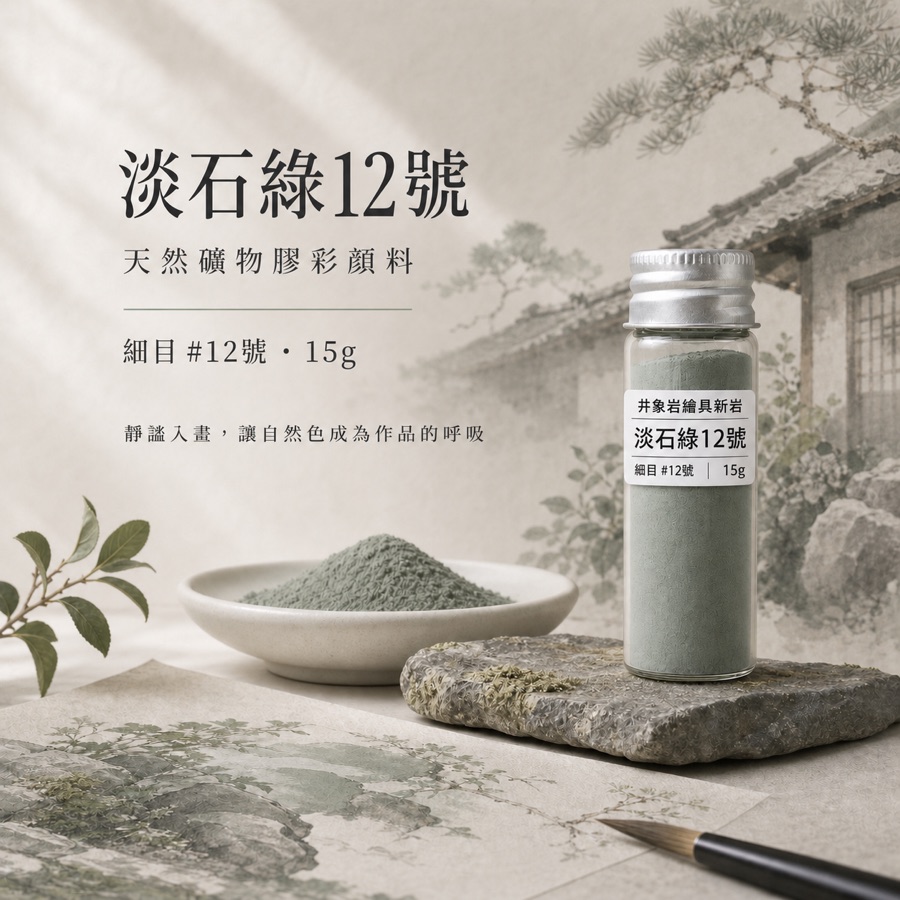 淡石綠12號
天然礦物膠彩顏料
細目 #12號・15g
靜謐入畫，讓自然色成為作品的呼吸
井象岩繪具新岩
淡石綠12號
細目 #12號 | 15g